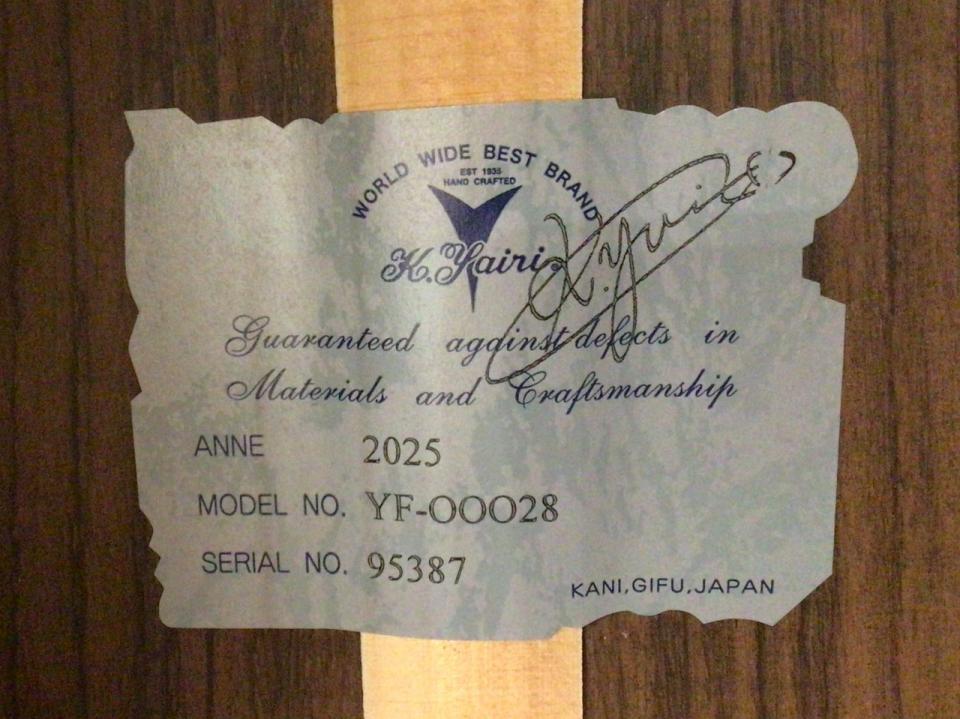 WORLD WIDE BEST BRAND
EST 1935
HAND CRAFTED
K.Yairi
K.Yairi
Guaranteed against defects in
Materials and Craftsmanship
ANNE 2025
MODEL NO. YF-OOO28
SERIAL NO. 95387
KANI,GIFU,JAPAN